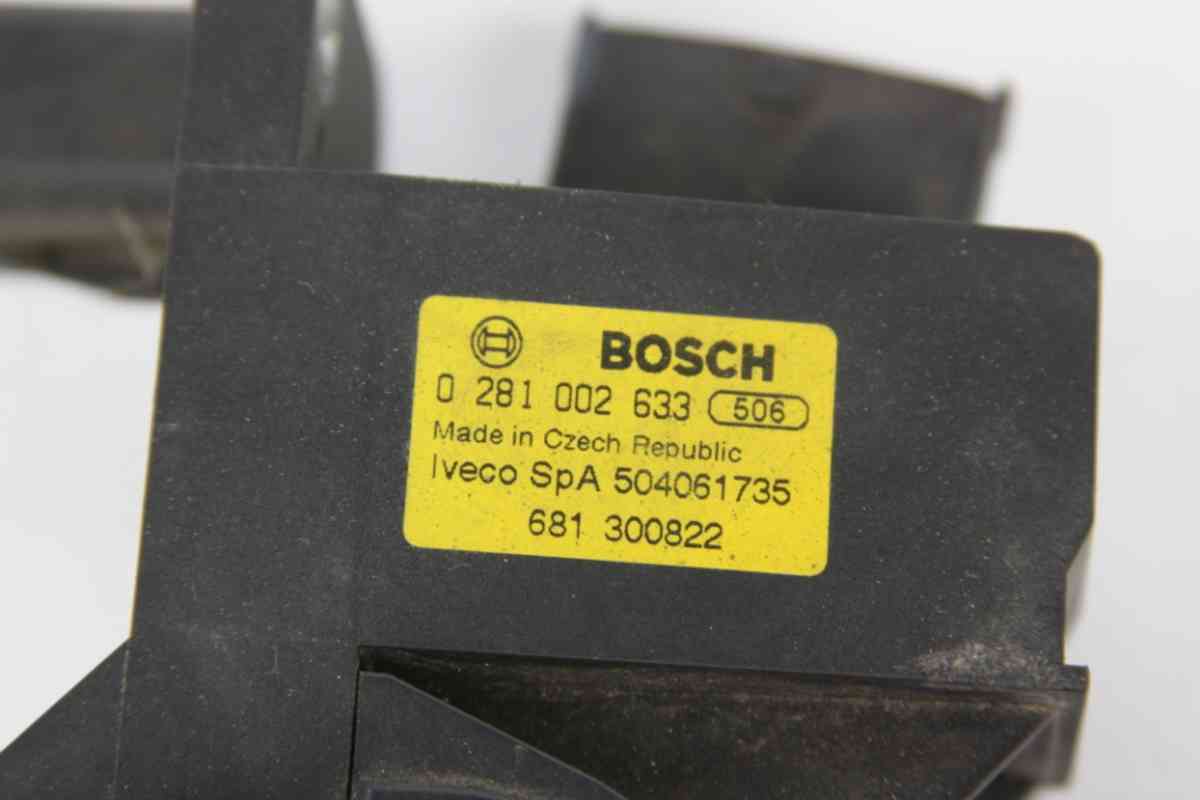 BOSCH
0 281 002 633 506
Made in Czech Republic
Iveco SpA 504061735
681 300822